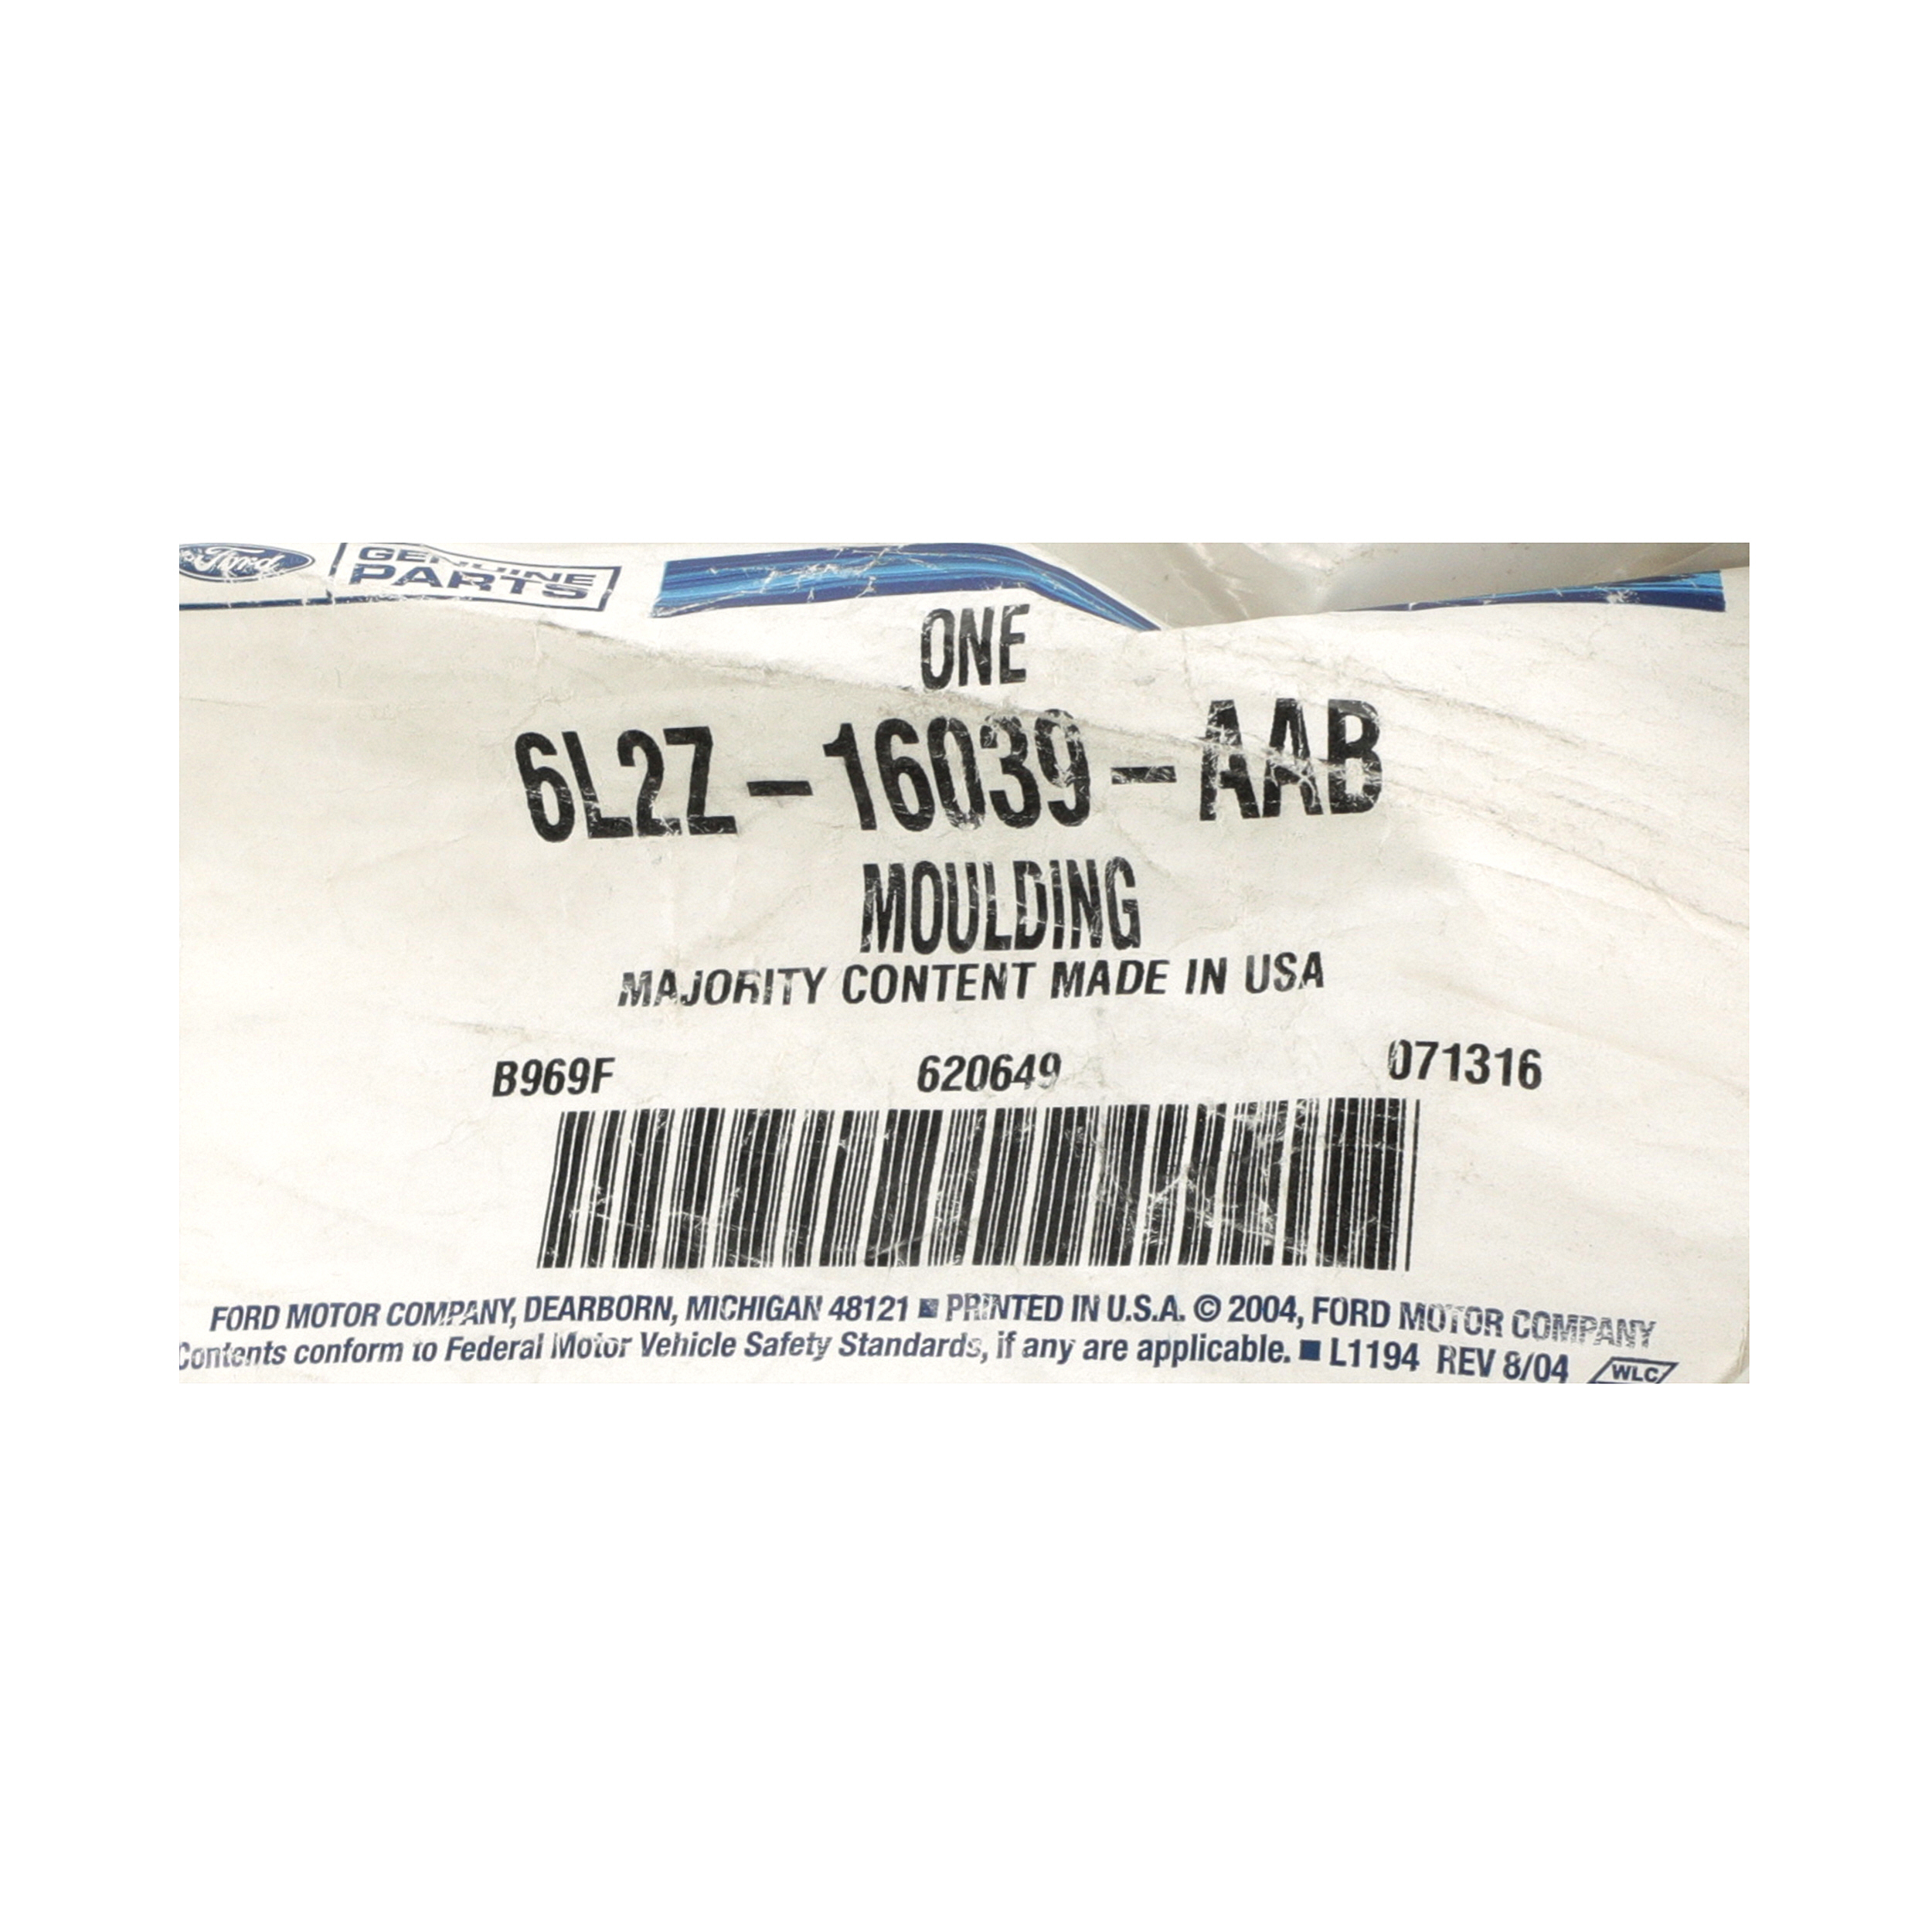 Ford GENUINE
PARTS
ONE
6L2Z-16039-AAB
MOULDING
MAJORITY CONTENT MADE IN USA
B969F 620649 071316
FORD MOTOR COMPANY, DEARBORN, MICHIGAN 48121 ■ PRINTED IN U.S.A. © 2004, FORD MOTOR COMPANY
Contents conform to Federal Motor Vehicle Safety Standards, if any are applicable. ■ L1194 REV 8/04 WLC